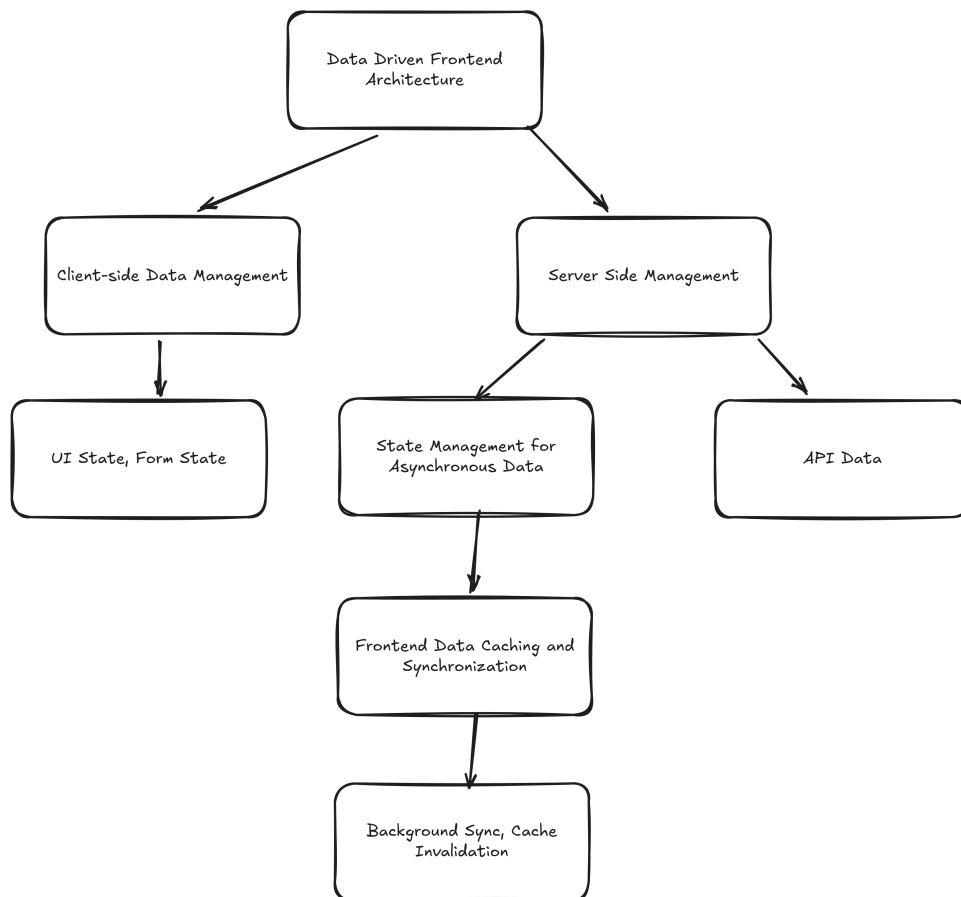 Data Driven Frontend
Architecture
Client-side Data Management
Server Side Management
UI State, Form State
State Management for
Asynchronous Data
API Data
Frontend Data Caching and
Synchronization
Background Sync, Cache
Invalidation